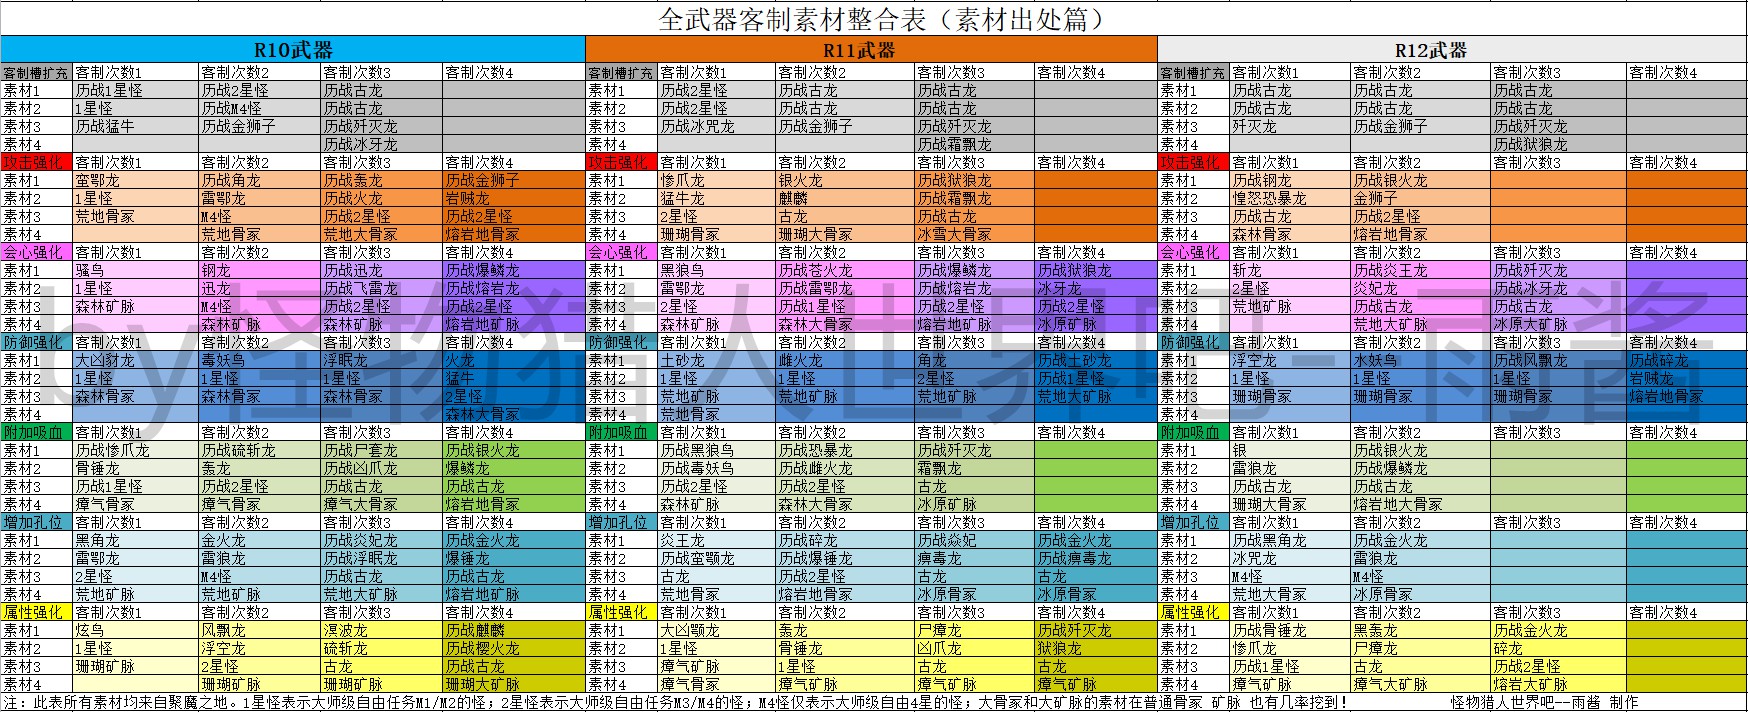 全武器客制素材整合表（素材出处篇）
R10武器 R11武器 R12武器
客制槽扩充 客制次数1 客制次数2 客制次数3 客制次数4 客制槽扩充 客制次数1 客制次数2 客制次数3 客制次数4 客制槽扩充 客制次数1 客制次数2 客制次数3 客制次数4
素材1 历战1星怪 历战2星怪 历战古龙 素材1 历战2星怪 历战古龙 历战古龙 素材1 历战古龙 历战古龙 历战古龙
素材2 1星怪 历战M4怪 历战古龙 素材2 历战2星怪 历战古龙 历战古龙 素材2 历战古龙 历战古龙 历战古龙
素材3 历战猛牛 历战金狮子 历战歼灭龙 素材3 历战冰咒龙 历战金狮子 历战歼灭龙 素材3 歼灭龙 历战金狮子 历战歼灭龙
素材4 历战冰牙龙 素材4 历战霜飘龙 素材4 历战狱狼龙
攻击强化 客制次数1 客制次数2 客制次数3 客制次数4 攻击强化 客制次数1 客制次数2 客制次数3 客制次数4 攻击强化 客制次数1 客制次数2 客制次数3 客制次数4
素材1 蛮鄂龙 历战角龙 历战轰龙 历战金狮子 素材1 惨爪龙 银火龙 历战狱狼龙 素材1 历战钢龙 历战银火龙
素材2 1星怪 雷鄂龙 历战火龙 岩贼龙 素材2 猛牛龙 麒麟 历战霜飘龙 素材2 惶怒恐暴龙 金狮子
素材3 荒地骨冢 M4怪 历战2星怪 历战2星怪 素材3 2星怪 古龙 历战古龙 素材3 历战古龙 历战2星怪
素材4 荒地骨冢 荒地大骨冢 熔岩地骨冢 素材4 珊瑚骨冢 珊瑚大骨冢 冰雪大骨冢 素材4 森林骨冢 熔岩地骨冢
会心强化 客制次数1 客制次数2 客制次数3 客制次数4 会心强化 客制次数1 客制次数2 客制次数3 客制次数4 会心强化 客制次数1 客制次数2 客制次数3 客制次数4
素材1 骚鸟 钢龙 历战迅龙 历战爆鳞龙 素材1 黑狼鸟 历战苍火龙 历战爆鳞龙 历战狱狼龙 素材1 斩龙 历战炎王龙 历战歼灭龙
素材2 1星怪 迅龙 历战飞雷龙 历战熔岩龙 素材2 雷鄂龙 历战雷鄂龙 历战熔岩龙 冰牙龙 素材2 2星怪 炎妃龙 历战冰牙龙
素材3 森林矿脉 M4怪 历战2星怪 历战2星怪 素材3 2星怪 历战1星怪 历战2星怪 历战2星怪 素材3 荒地矿脉 历战古龙 历战古龙
素材4 森林矿脉 森林矿脉 熔岩地矿脉 素材4 森林矿脉 森林大骨冢 熔岩地矿脉 冰原矿脉 素材4 荒地大矿脉 冰原大矿脉
防御强化 客制次数1 客制次数2 客制次数3 客制次数4 防御强化 客制次数1 客制次数2 客制次数3 客制次数4 防御强化 客制次数1 客制次数2 客制次数3 客制次数4
素材1 大凶豺龙 毒妖鸟 浮眠龙 火龙 素材1 土砂龙 雌火龙 角龙 历战土砂龙 素材1 浮空龙 水妖鸟 历战风飘龙 历战碎龙
素材2 1星怪 1星怪 1星怪 猛牛 素材2 1星怪 1星怪 2星怪 历战1星怪 素材2 1星怪 1星怪 1星怪 岩贼龙
素材3 森林骨冢 森林骨冢 森林骨冢 2星怪 素材3 荒地矿脉 荒地矿脉 荒地矿脉 荒地大矿脉 素材3 珊瑚骨冢 珊瑚骨冢 珊瑚骨冢 熔岩地骨冢
素材4 森林大骨冢 素材4 荒地骨冢 素材4
附加吸血 客制次数1 客制次数2 客制次数3 客制次数4 附加吸血 客制次数1 客制次数2 客制次数3 客制次数4 附加吸血 客制次数1 客制次数2 客制次数3 客制次数4
素材1 历战惨爪龙 历战硫斩龙 历战尸套龙 历战银火龙 素材1 历战黑狼鸟 历战恐暴龙 历战歼灭龙 素材1 银 历战银火龙
素材2 骨锤龙 轰龙 历战凶爪龙 爆鳞龙 素材2 历战毒妖鸟 历战雌火龙 霜飘龙 素材2 雷狼龙 历战爆鳞龙
素材3 历战1星怪 历战2星怪 历战古龙 历战古龙 素材3 历战2星怪 历战2星怪 古龙 素材3 历战古龙 历战古龙
素材4 瘴气骨冢 瘴气骨冢 瘴气大骨冢 熔岩地骨冢 素材4 森林矿脉 森林大骨冢 冰原矿脉 素材4 珊瑚大骨冢 熔岩地大骨冢
增加孔位 客制次数1 客制次数2 客制次数3 客制次数4 增加孔位 客制次数1 客制次数2 客制次数3 客制次数4 增加孔位 客制次数1 客制次数2 客制次数3 客制次数4
素材1 黑角龙 金火龙 历战炎妃龙 历战金火龙 素材1 炎王龙 历战碎龙 历战焱妃 历战金火龙 素材1 历战黑角龙 历战金火龙
素材2 雷鄂龙 雷狼龙 历战浮眠龙 爆锤龙 素材2 历战蛮颚龙 历战爆锤龙 痹毒龙 历战痹毒龙 素材2 冰咒龙 雷狼龙
素材3 2星怪 M4怪 历战古龙 历战古龙 素材3 古龙 历战2星怪 古龙 古龙 素材3 M4怪 M4怪
素材4 荒地矿脉 荒地矿脉 荒地大矿脉 熔岩地矿脉 素材4 荒地骨冢 熔岩地骨冢 冰原骨冢 冰原骨冢 素材4 荒地大骨冢 冰原骨冢
属性强化 客制次数1 客制次数2 客制次数3 客制次数4 属性强化 客制次数1 客制次数2 客制次数3 客制次数4 属性强化 客制次数1 客制次数2 客制次数3 客制次数4
素材1 炫鸟 风飘龙 溟波龙 历战麒麟 素材1 大凶颚龙 轰龙 尸瘴龙 历战歼灭龙 素材1 历战骨锤龙 黑轰龙 历战金火龙
素材2 1星怪 浮空龙 硫斩龙 历战樱火龙 素材2 1星怪 骨锤龙 凶爪龙 狱狼龙 素材2 惨爪龙 尸瘴龙 碎龙
素材3 珊瑚矿脉 2星怪 古龙 历战古龙 素材3 瘴气矿脉 1星怪 古龙 古龙 素材3 历战1星怪 古龙 历战2星怪
素材4 珊瑚矿脉 珊瑚矿脉 珊瑚大矿脉 素材4 瘴气骨冢 瘴气矿脉 瘴气矿脉 瘴气矿脉 素材4 瘴气矿脉 瘴气大矿脉 瘴气大矿脉
注：此表所有素材均来自聚魔之地。1星怪表示大师级自由任务M1/M2的怪；2星怪表示大师级自由任务M3/M4的怪；M4怪仅表示大师级自由4星的怪；大骨冢和大矿脉的素材在普通骨冢 矿脉 也有几率挖到！ 怪物猎人世界吧--雨酱 制作
by怪物猎人世界吧--雨酱